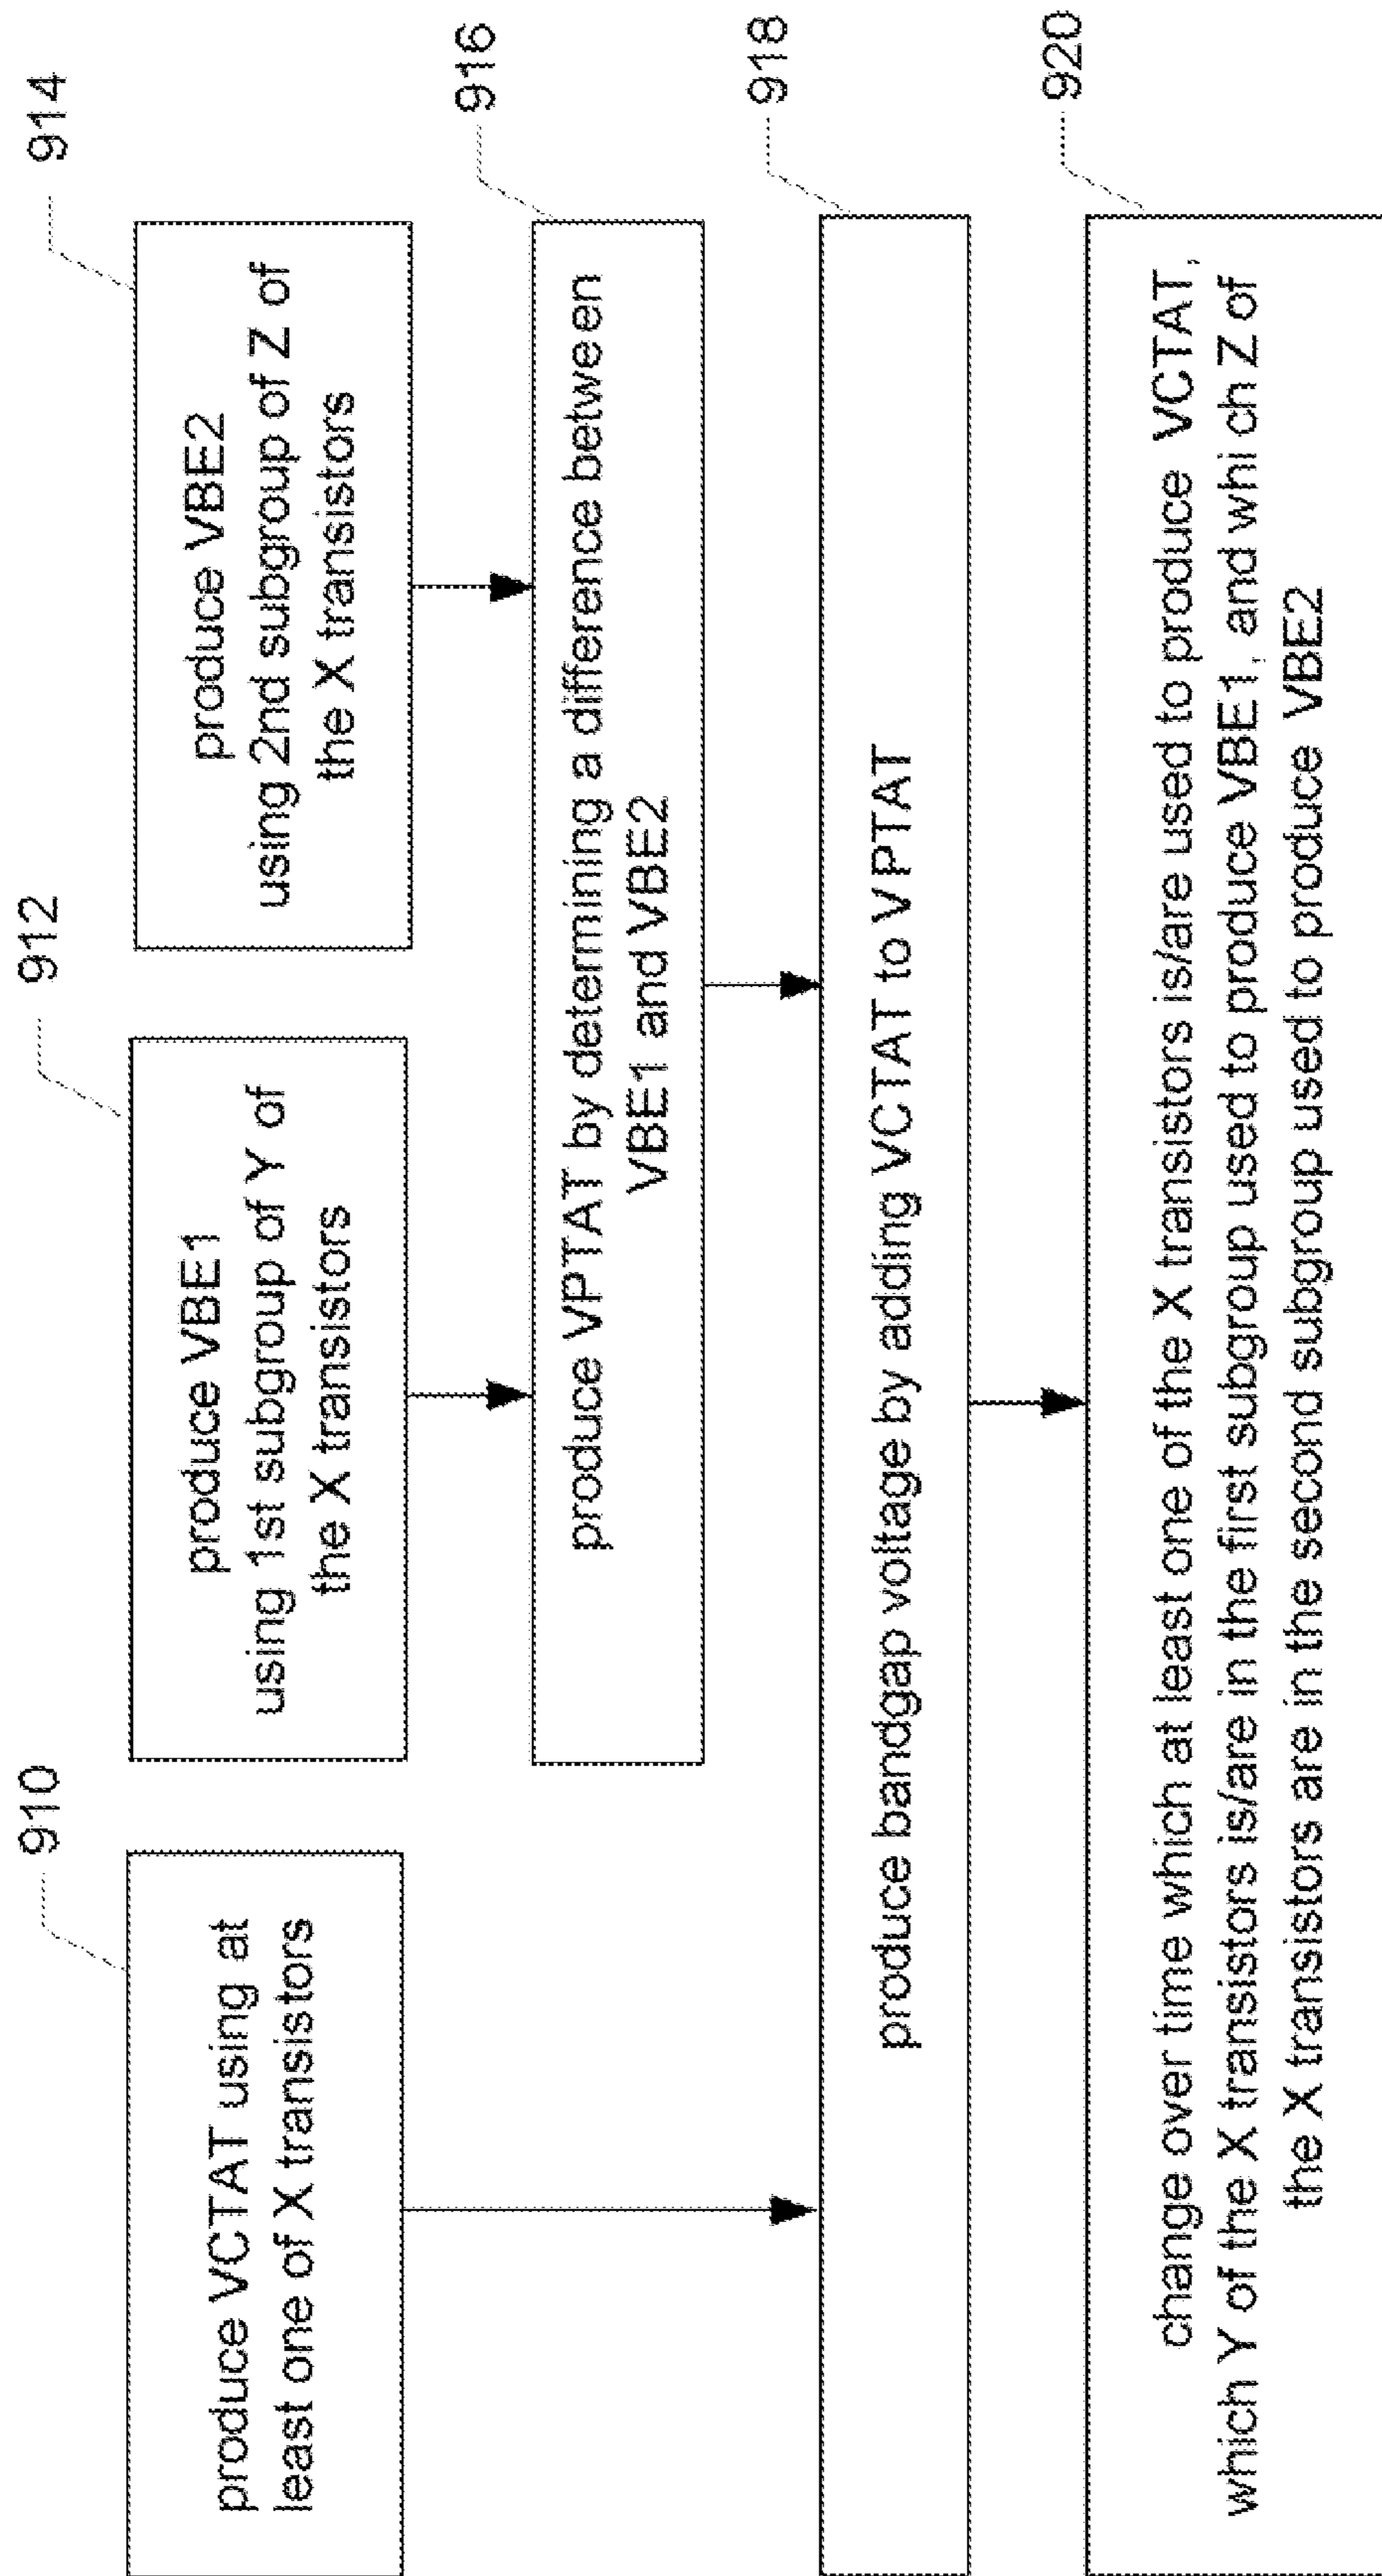 910
produce VCTAT using at
least one of X transistors
912
produce VBE1
using 1st subgroup of Y of
the X transistors
914
produce VBE2
using 2nd subgroup of Z of
the X transistors
916
produce VPTAT by determining a difference between
VBE1 and VBE2
918
produce bandgap voltage by adding VCTAT to VPTAT
920
change over time which at least one of the X transistors is/are used to produce VCTAT,
which Y of the X transistors is/are in the first subgroup used to produce VBE1, and which Z of
the X transistors are in the second subgroup used to produce VBE2